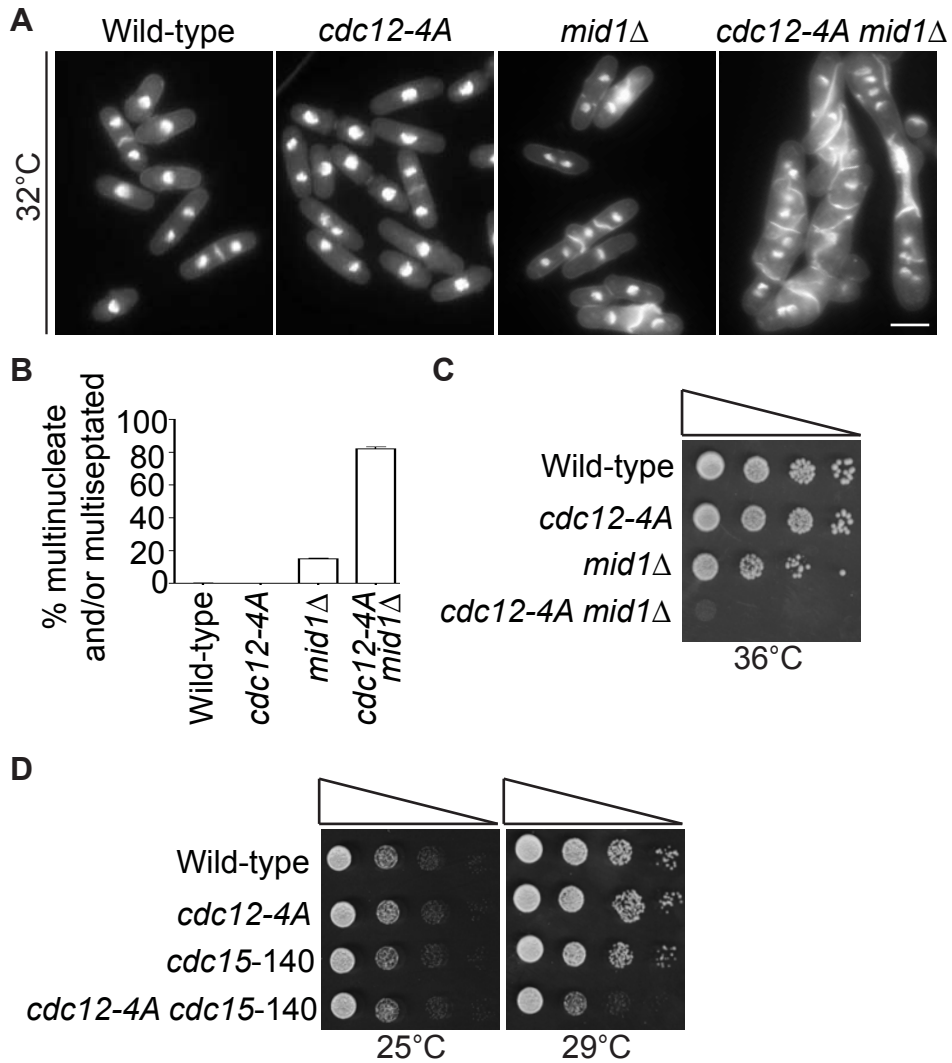 A
Wild-type cdc12-4A mid1Δ cdc12-4A mid1Δ
32°C
B
% multinucleate
and/or multiseptated
100
80
60
40
20
0
Wild-type
cdc12-4A
mid1Δ
cdc12-4A
mid1Δ
C
Wild-type
cdc12-4A
mid1Δ
cdc12-4A mid1Δ
36°C
D
Wild-type
cdc12-4A
cdc15-140
cdc12-4A cdc15-140
25°C 29°C